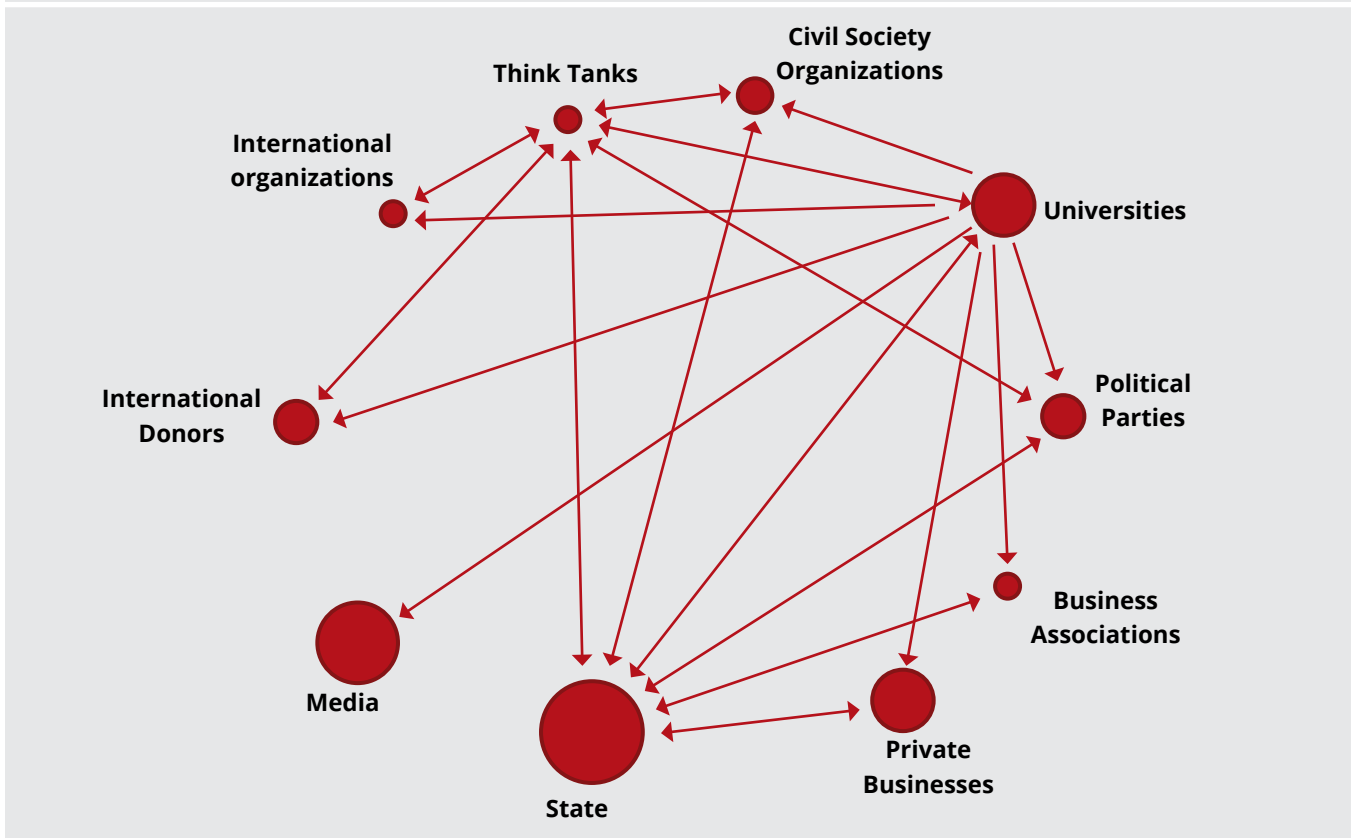 Civil Society
Organizations
Think Tanks
International
organizations
Universities
International
Donors
Political
Parties
Business
Associations
Media
Private
Businesses
State